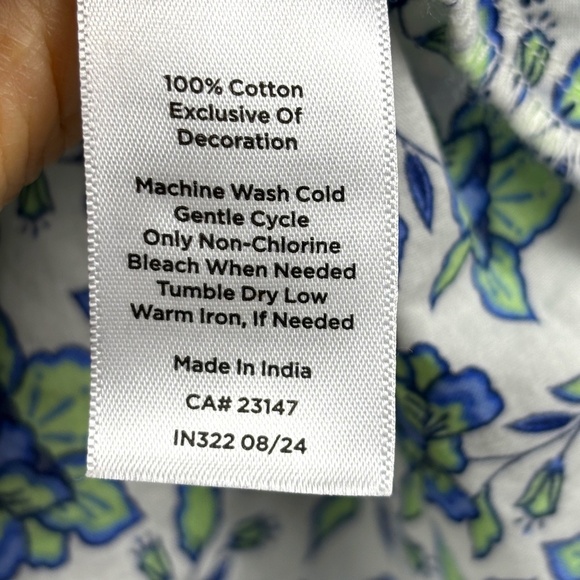 100% Cotton
Exclusive Of
Decoration
Machine Wash Cold
Gentle Cycle
Only Non-Chlorine
Bleach When Needed
Tumble Dry Low
Warm Iron, If Needed
Made In India
CA# 23147
IN322 08/24